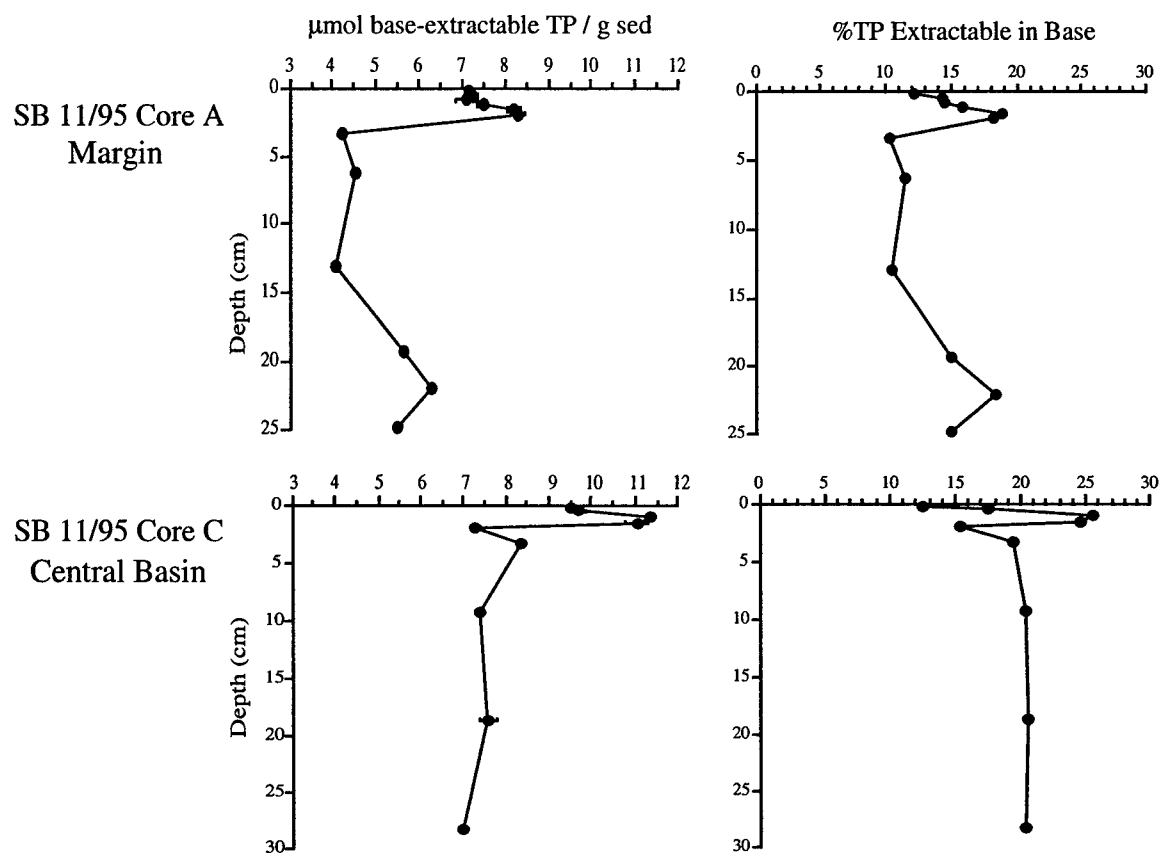 µmol base-extractable TP / g sed
%TP Extractable in Base
3 4 5 6 7 8 9 10 11 12
0 5 10 15 20 25 30
SB 11/95 Core A
Margin
Depth (cm)
0
5
10
15
20
25
0
5
10
15
20
25
3 4 5 6 7 8 9 10 11 12
0 5 10 15 20 25 30
SB 11/95 Core C
Central Basin
Depth (cm)
0
5
10
15
20
25
30
0
5
10
15
20
25
30